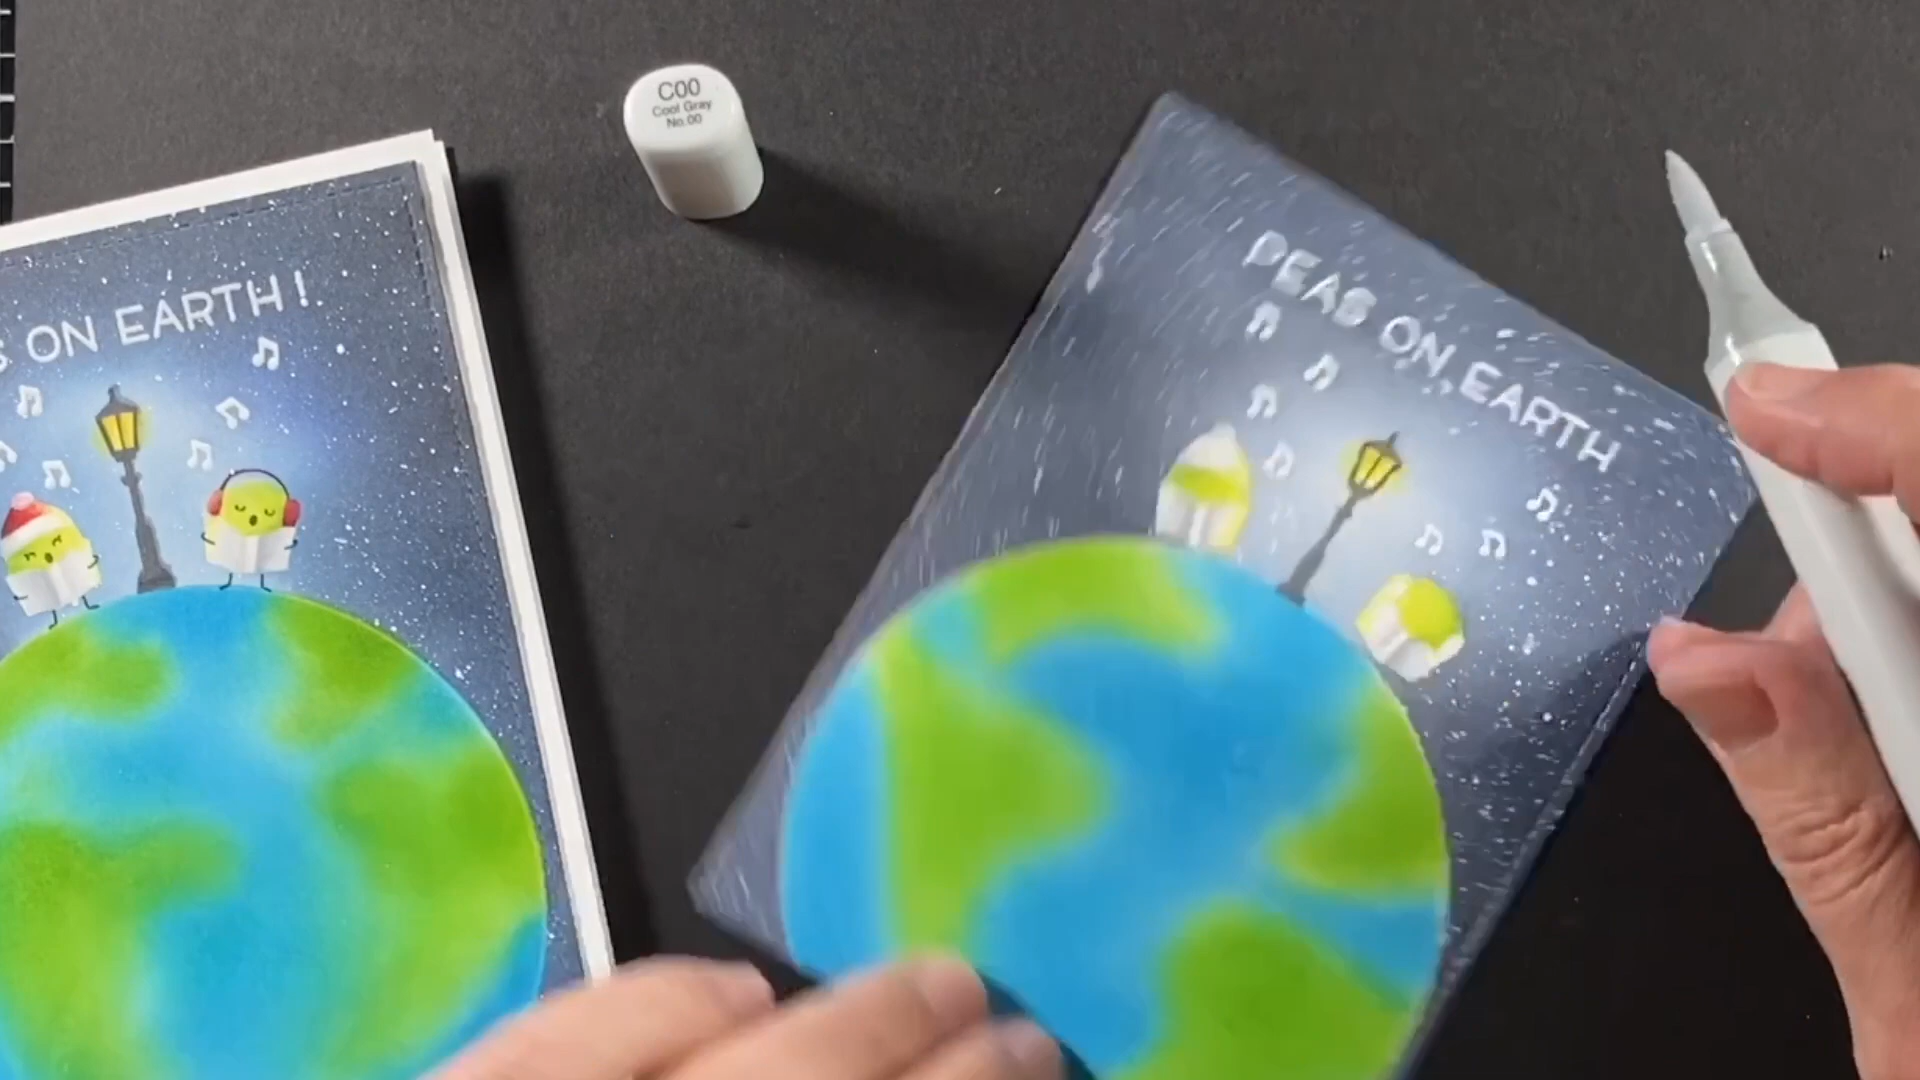 C00
Cool Gray
No.00
ON EARTH!
PEAS ON EARTH